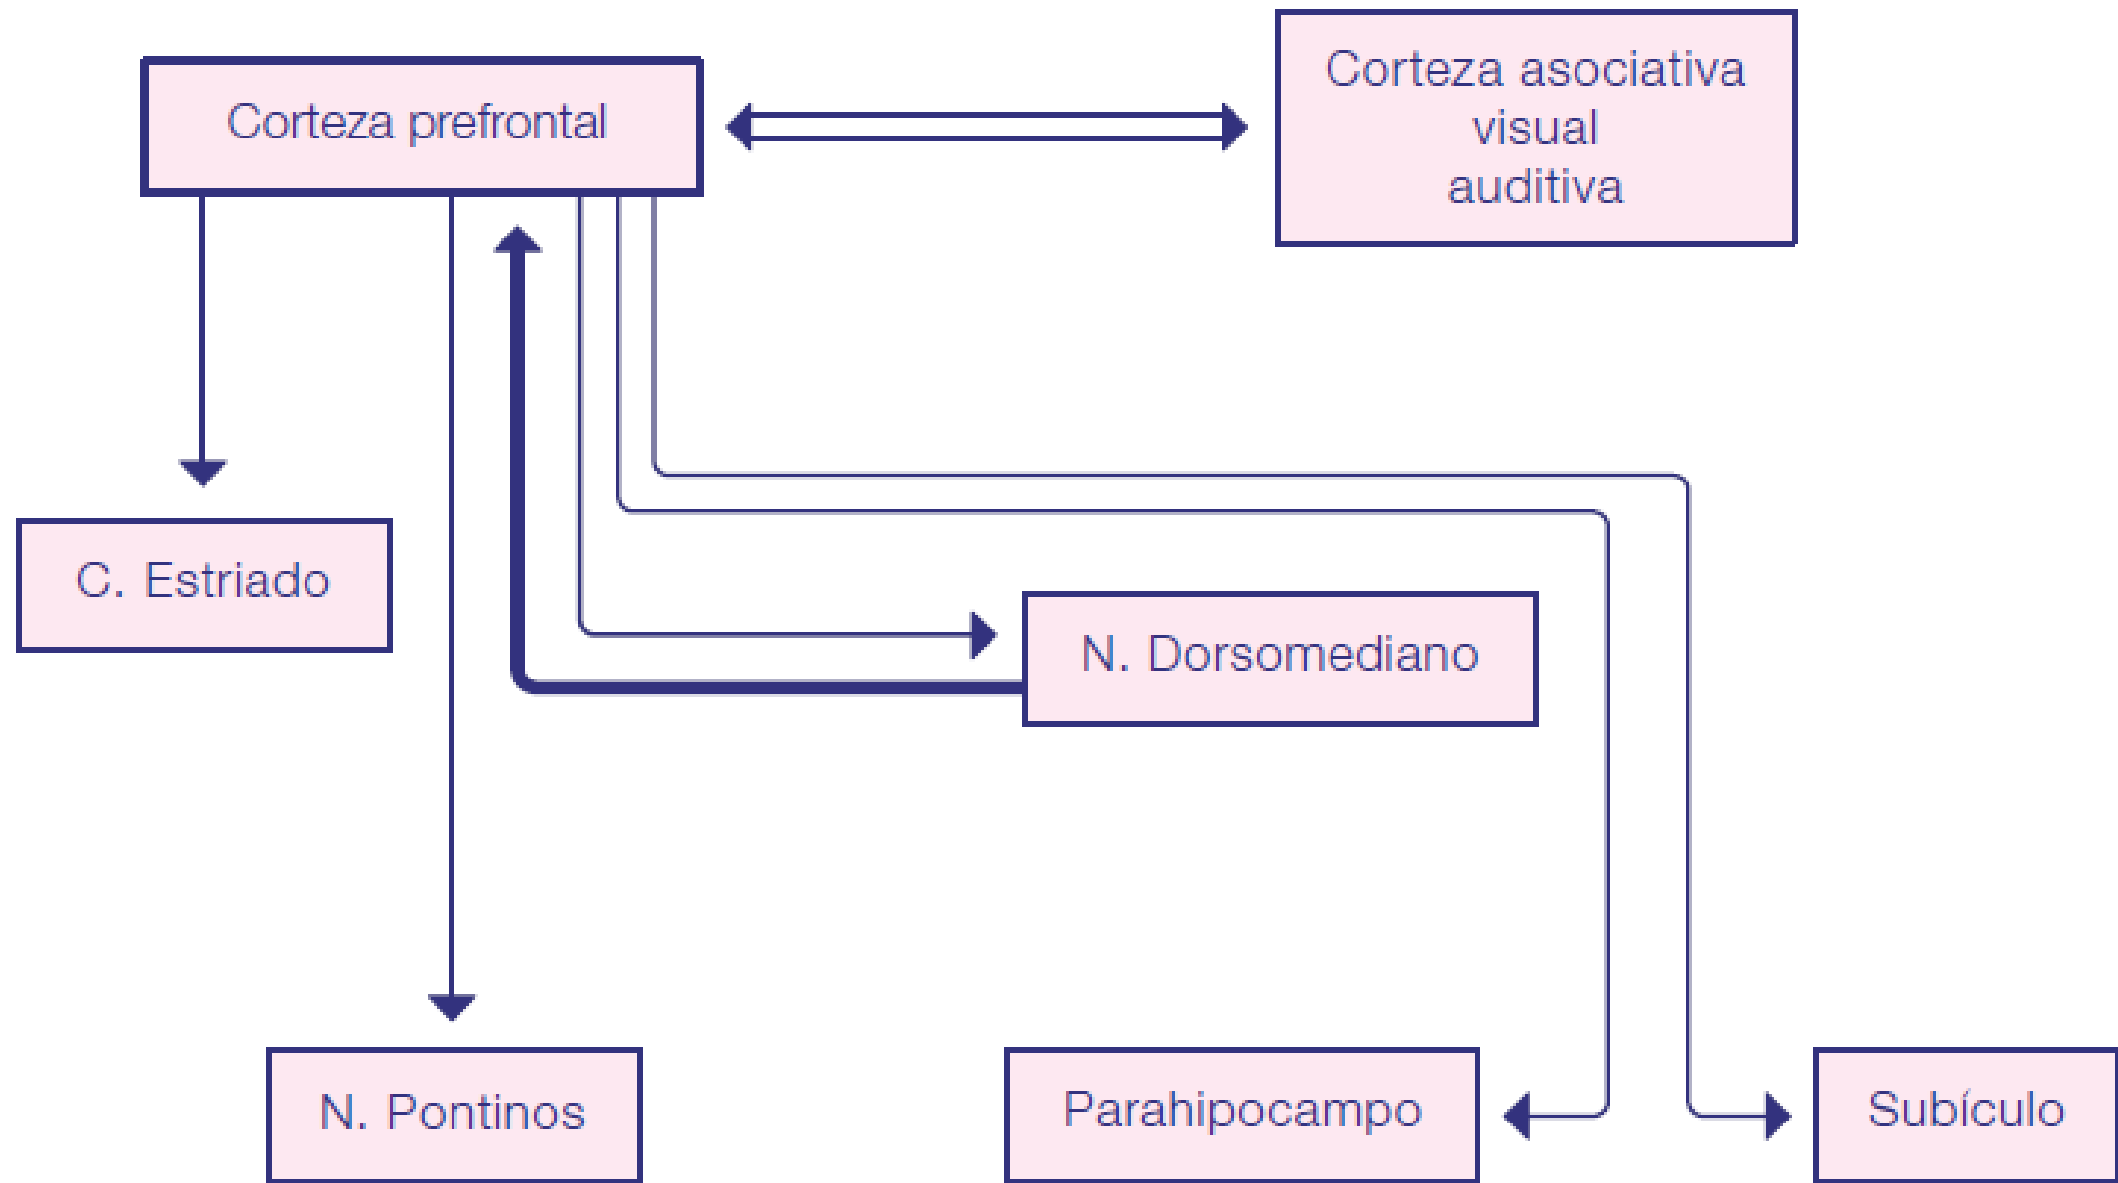 Corteza prefrontal
Corteza asociativa
visual
auditiva
C. Estriado
N. Dorsomediano
N. Pontinos
Parahipocampo
Subículo